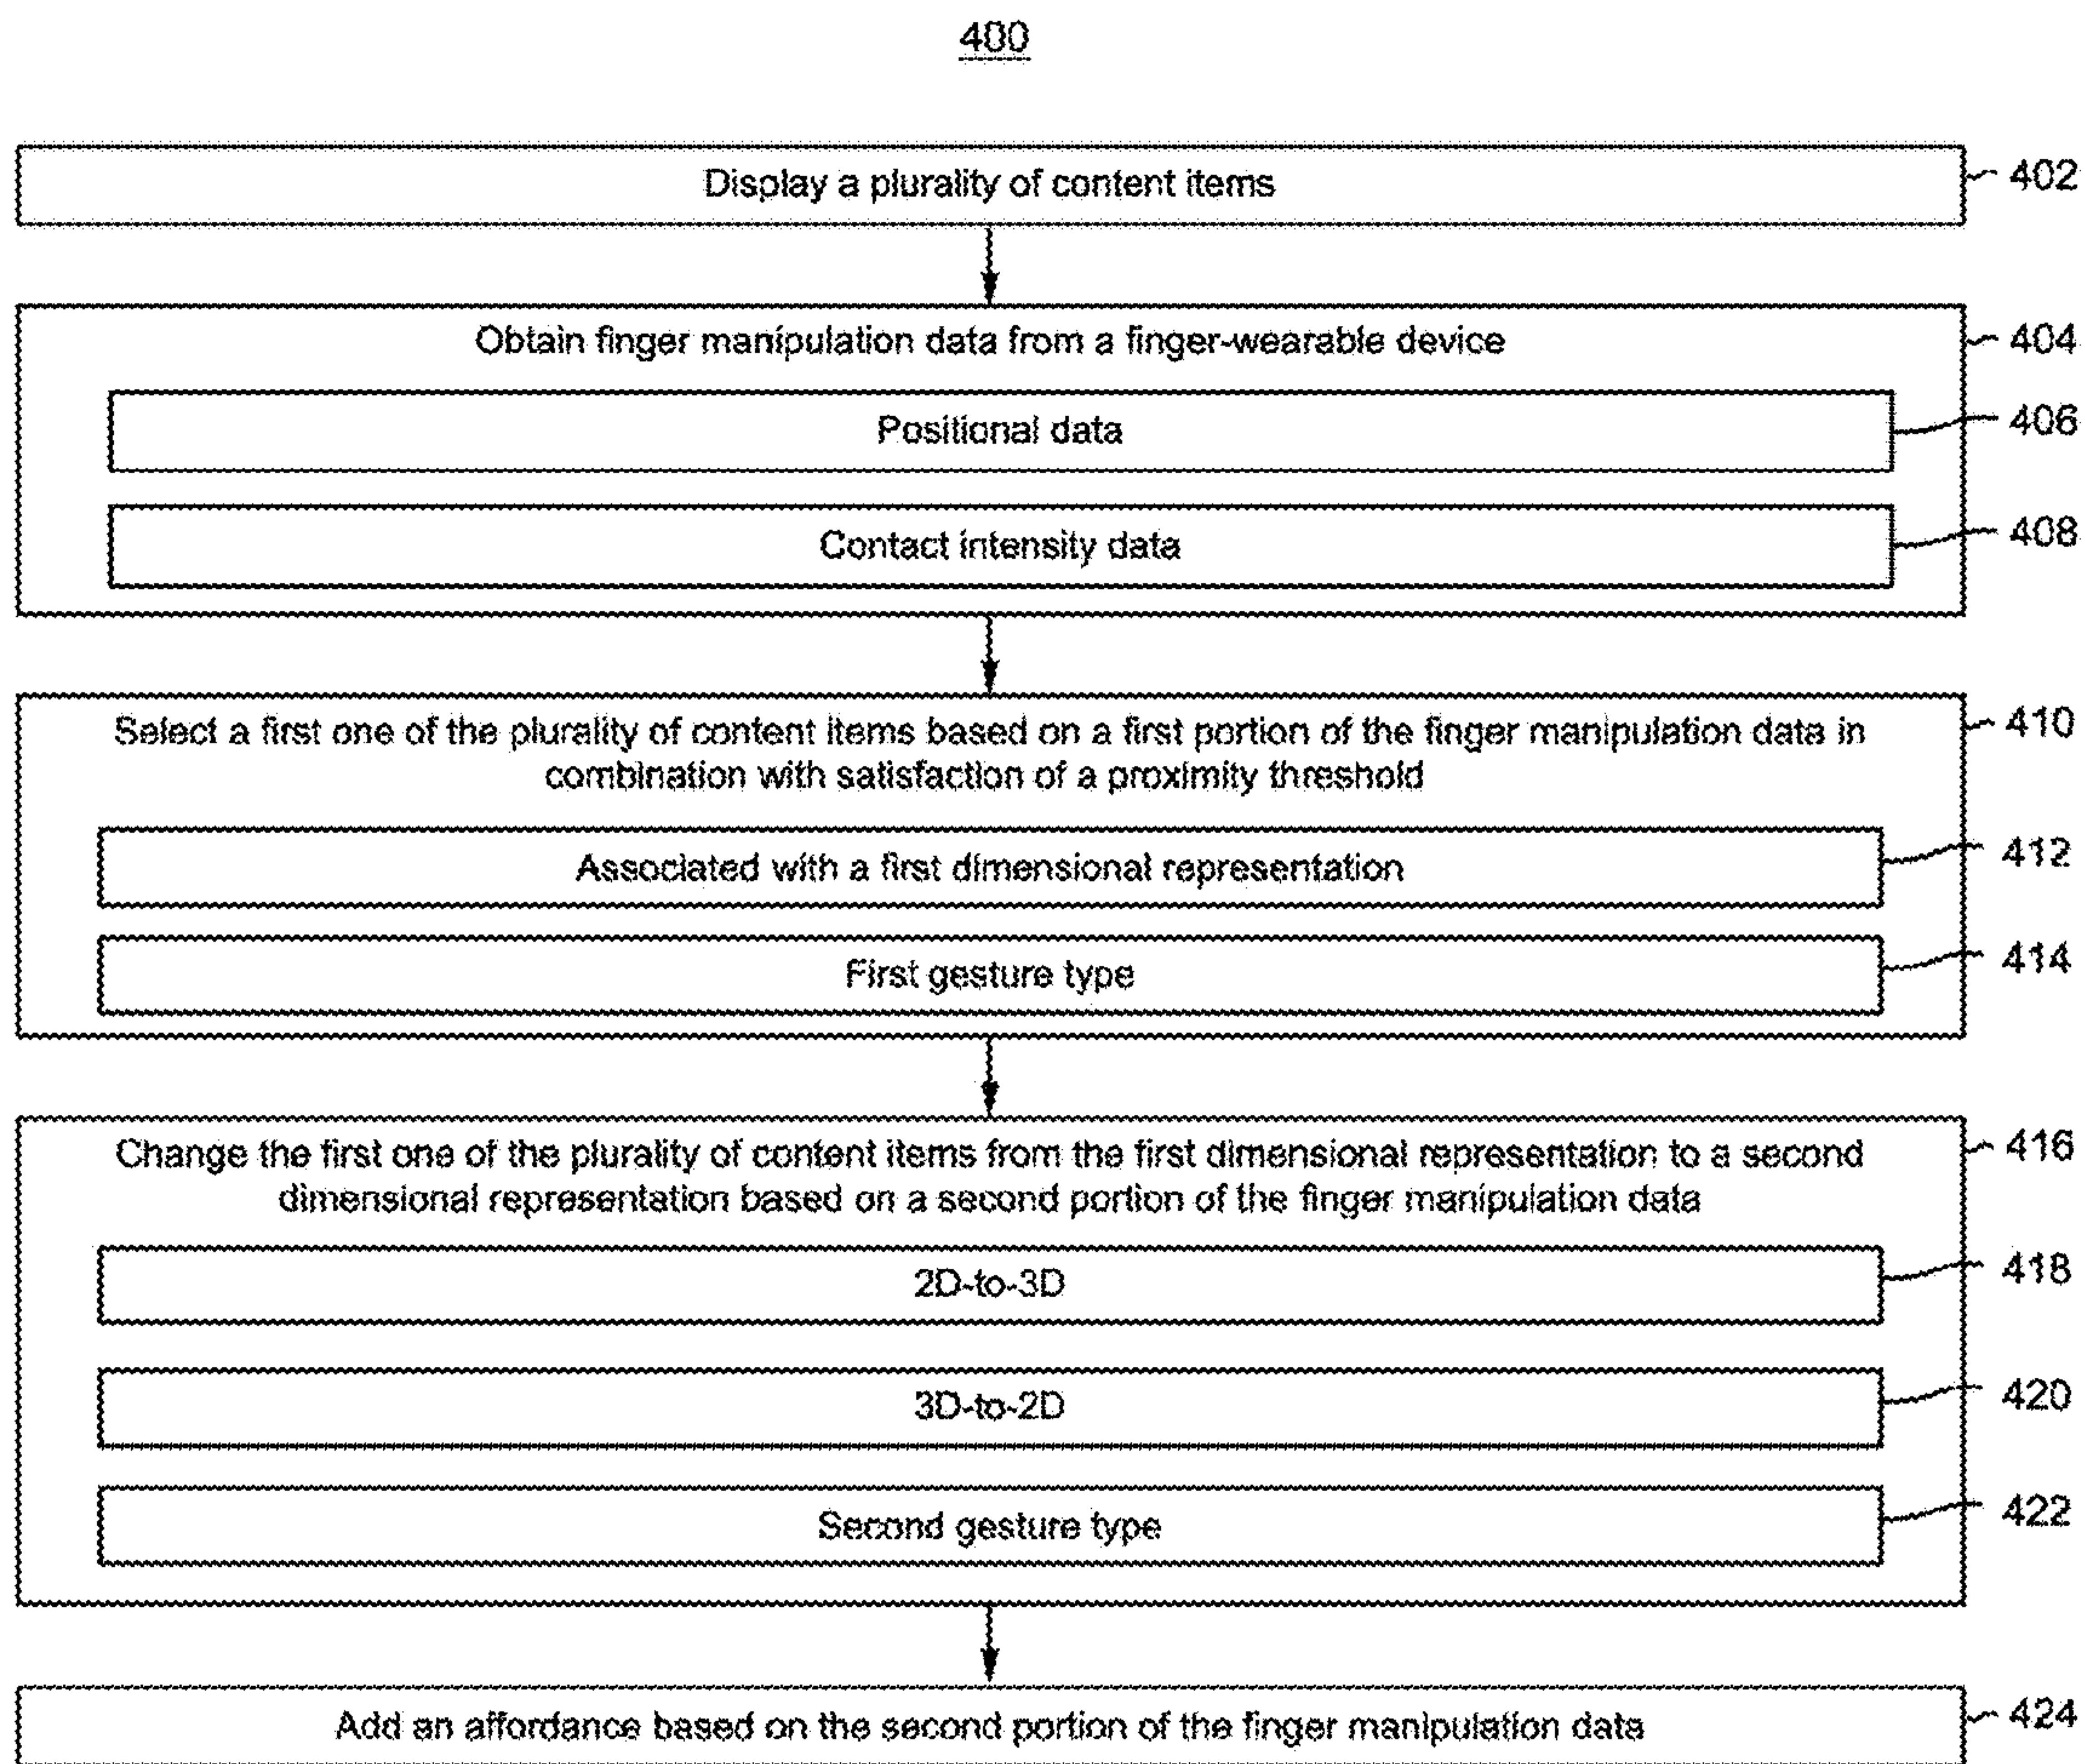 400
Display a plurality of content items
402
Obtain finger manipulation data from a finger-wearable device
404
Positional data
406
Contact intensity data
408
Select a first one of the plurality of content items based on a first portion of the finger manipulation data in
combination with satisfaction of a proximity threshold
410
Associated with a first dimensional representation
412
First gesture type
414
Change the first one of the plurality of content items from the first dimensional representation to a second
dimensional representation based on a second portion of the finger manipulation data
416
2D-to-3D
418
3D-to-2D
420
Second gesture type
422
Add an affordance based on the second portion of the finger manipulation data
424